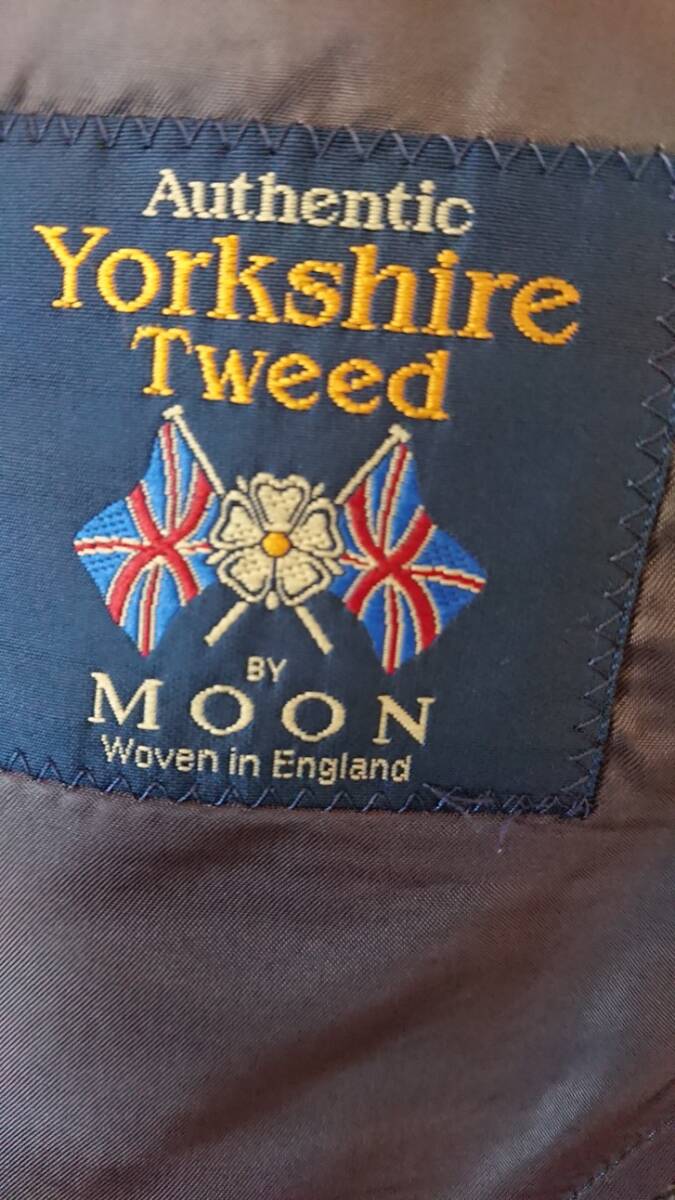 Authentic
Yorkshire
Tweed
BY
MOON
Woven in England